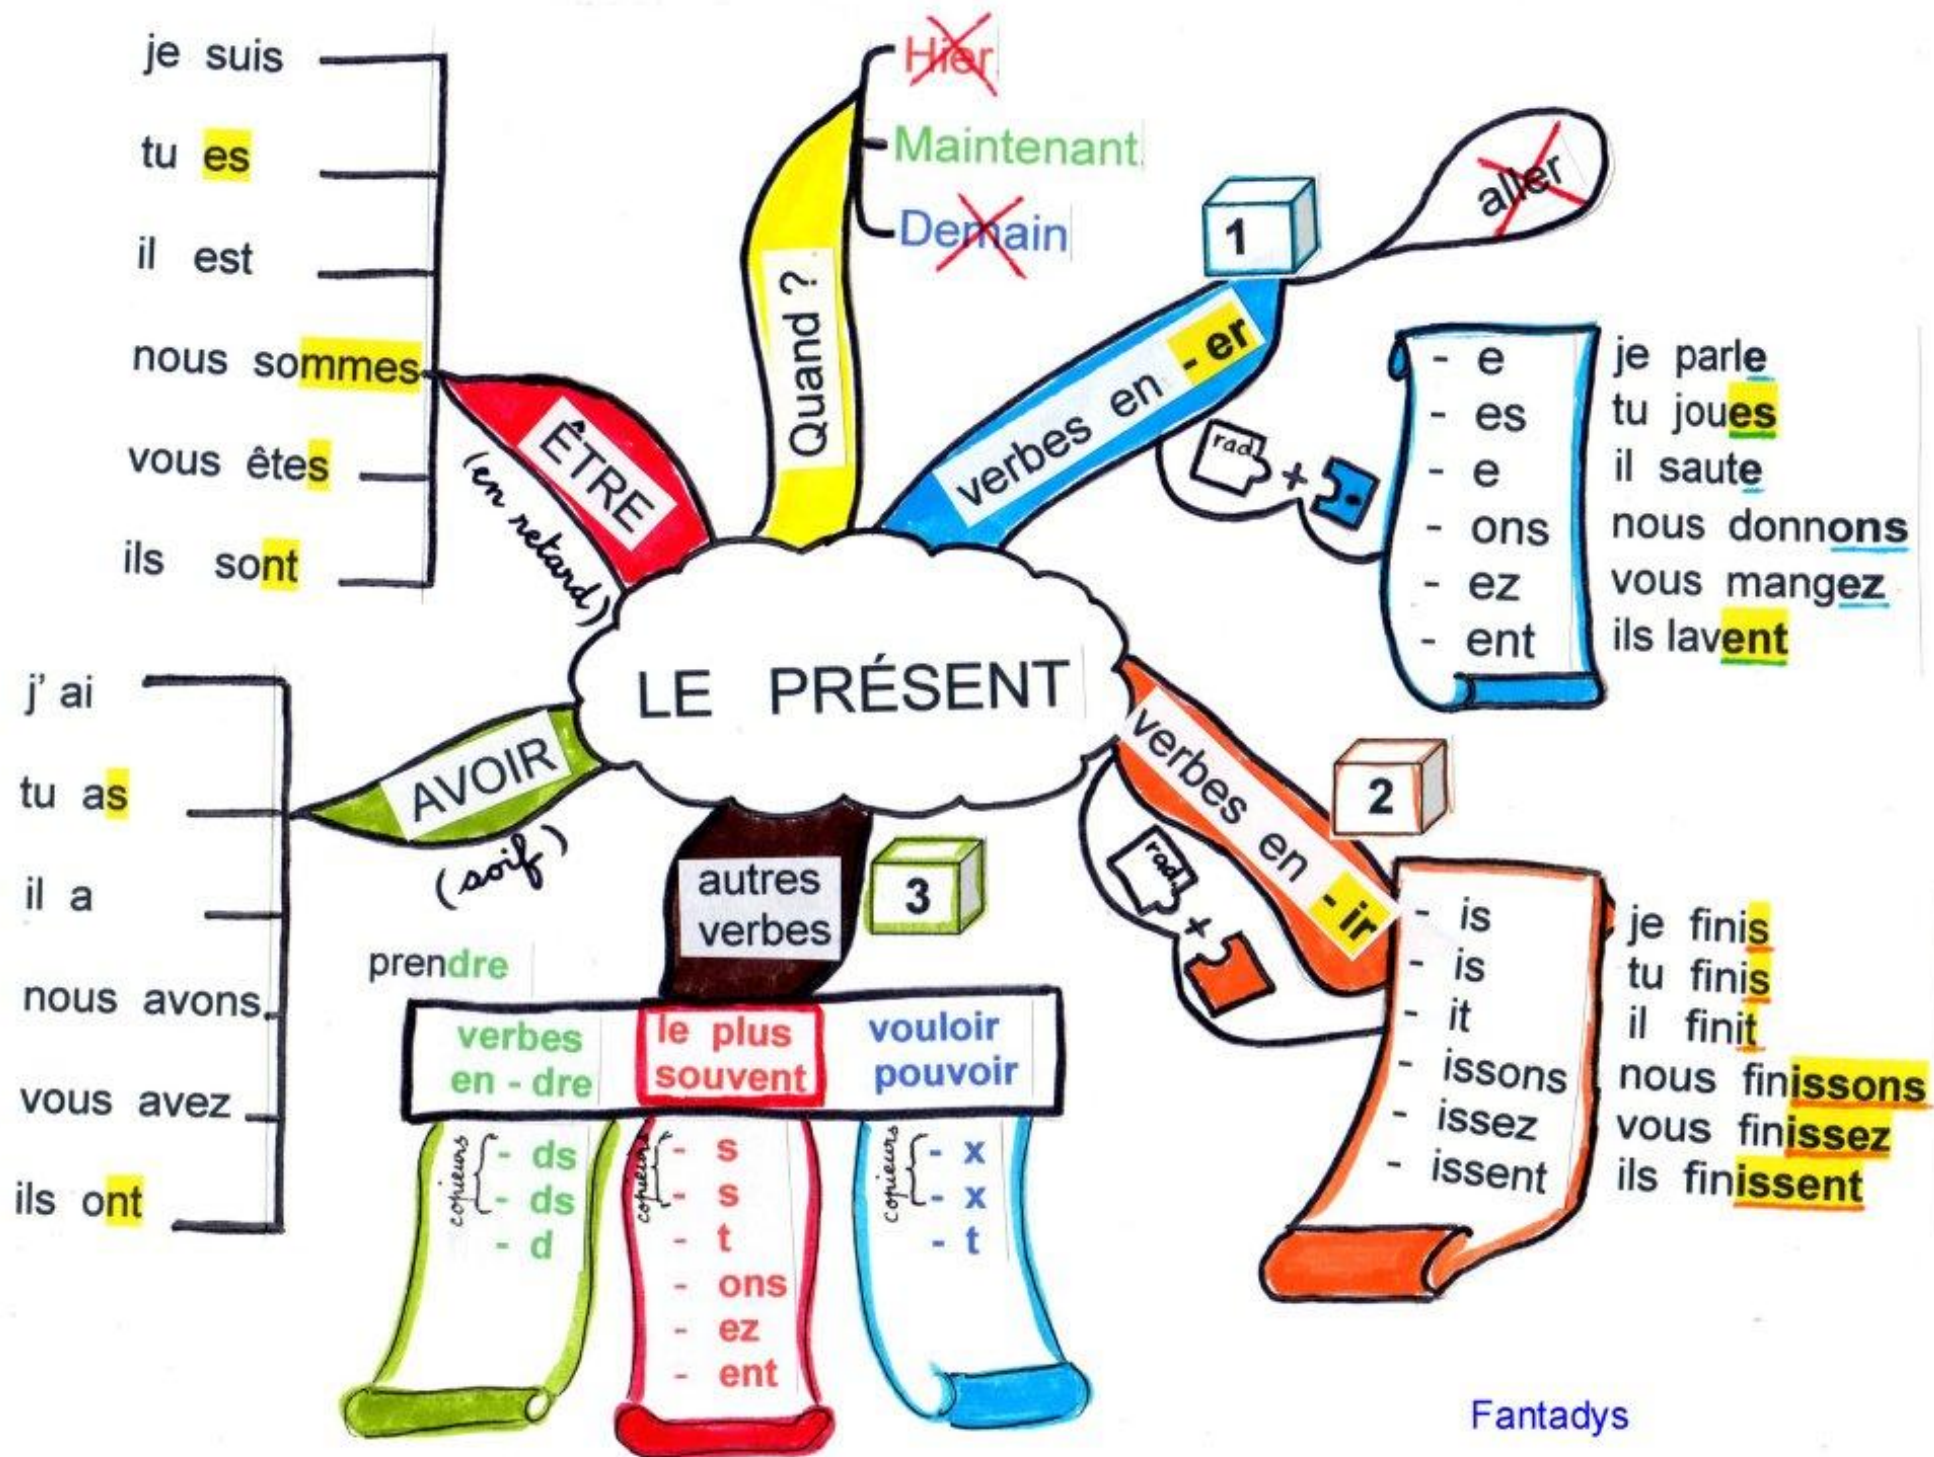 LE PRÉSENT
Quand ?
Hier
Maintenant
Demain
verbes en - er
1
aller
rad
+
- e je parle
- es tu joues
- e il saute
- ons nous donnons
- ez vous mangez
- ent ils lavent
verbes en - ir
2
rad.
+
- is je finis
- is tu finis
- it il finit
- issons nous finissons
- issez vous finissez
- issent ils finissent
autres
verbes
3
prendre
verbes
en - dre
copieurs
- ds
- ds
- d
le plus
souvent
copieurs
- s
- s
- t
- ons
- ez
- ent
vouloir
pouvoir
copieurs
- x
- x
- t
AVOIR
(soif)
j' ai
tu as
il a
nous avons
vous avez
ils ont
ÊTRE
(en retard)
je suis
tu es
il est
nous sommes
vous êtes
ils sont
Fantadys